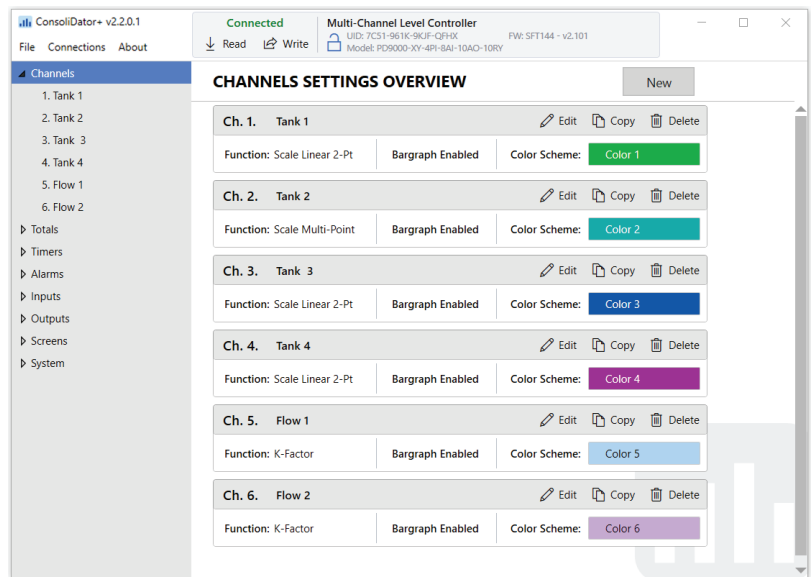 ConsoliDator+ v2.2.0.1
File Connections About
Connected
Read Write
Multi-Channel Level Controller
UID: 7C51-961K-9KJF-QFHX FW: SFT144 - v2.101
Model: PD9000-XY-4PI-8AI-10AO-10RY
Channels
1. Tank 1
2. Tank 2
3. Tank  3
4. Tank 4
5. Flow 1
6. Flow 2
Totals
Timers
Alarms
Inputs
Outputs
Screens
System
CHANNELS SETTINGS OVERVIEW
New
Ch. 1. Tank 1 Edit Copy Delete
Function: Scale Linear 2-Pt Bargraph Enabled Color Scheme: Color 1
Ch. 2. Tank 2 Edit Copy Delete
Function: Scale Multi-Point Bargraph Enabled Color Scheme: Color 2
Ch. 3. Tank  3 Edit Copy Delete
Function: Scale Linear 2-Pt Bargraph Enabled Color Scheme: Color 3
Ch. 4. Tank 4 Edit Copy Delete
Function: Scale Linear 2-Pt Bargraph Enabled Color Scheme: Color 4
Ch. 5. Flow 1 Edit Copy Delete
Function: K-Factor Bargraph Enabled Color Scheme: Color 5
Ch. 6. Flow 2 Edit Copy Delete
Function: K-Factor Bargraph Enabled Color Scheme: Color 6